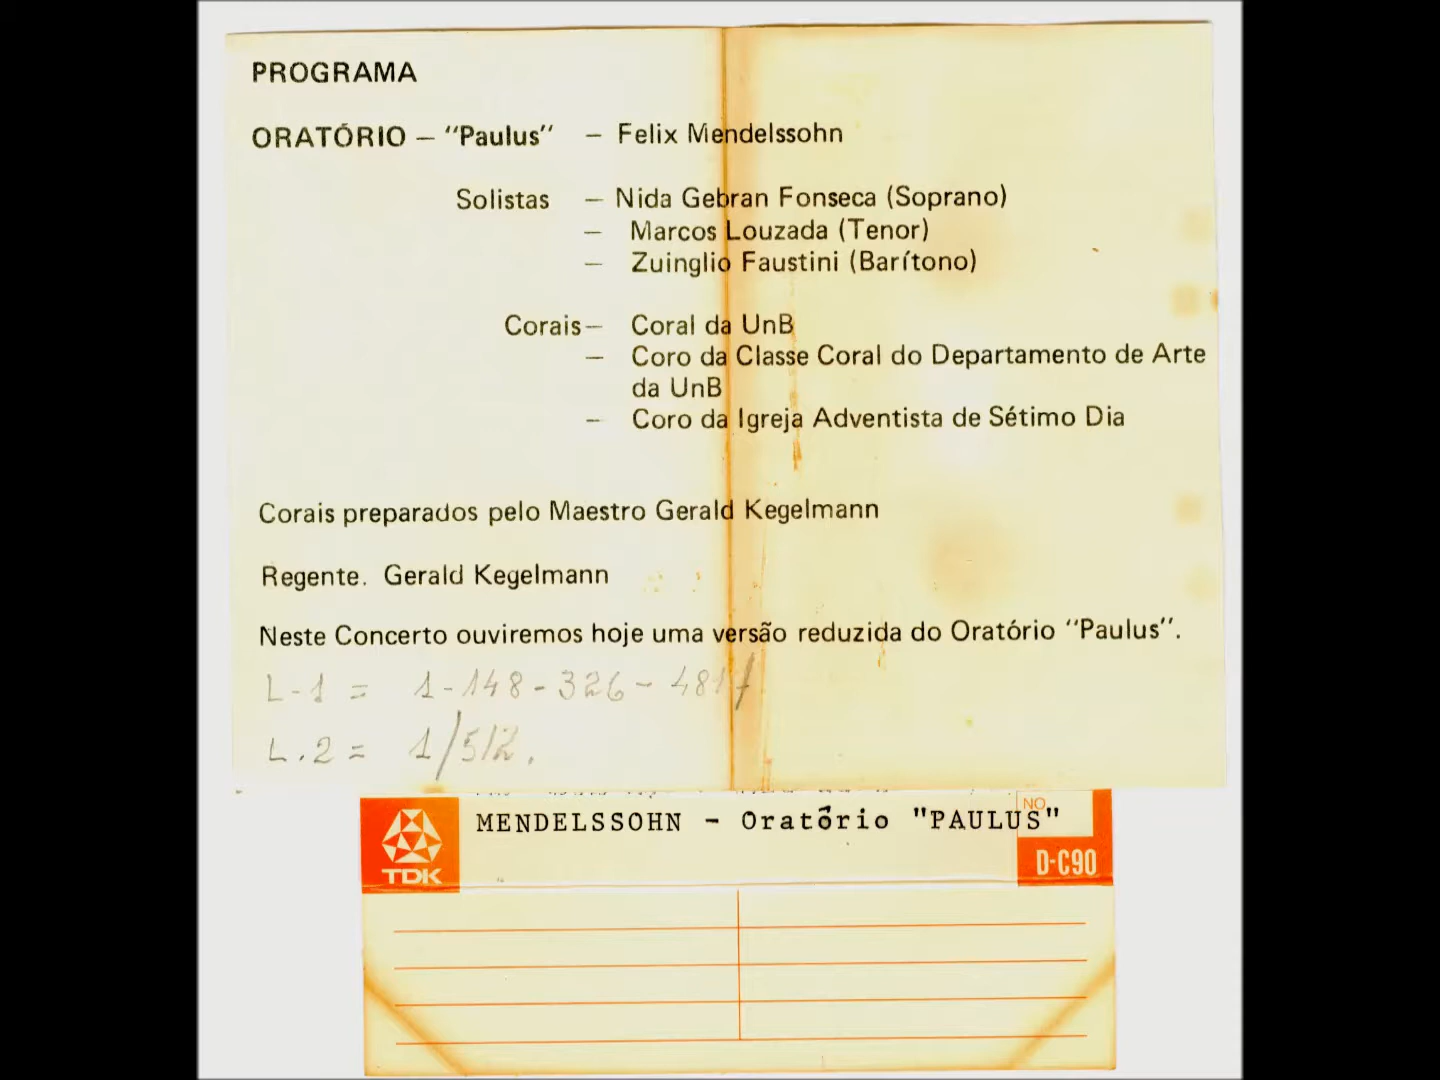 PROGRAMA
ORATÓRIO — "Paulus" — Felix Mendelssohn
Solistas — Nida Gebran Fonseca (Soprano)
— Marcos Louzada (Tenor)
— Zuinglio Faustini (Barítono)
Corais— Coral da UnB
— Coro da Classe Coral do Departamento de Arte
da UnB
— Coro da Igreja Adventista de Sétimo Dia
Corais preparados pelo Maestro Gerald Kegelmann
Regente. Gerald Kegelmann
Neste Concerto ouviremos hoje uma versão reduzida do Oratório "Paulus".
L-1 = 1-148-326-481/
L.2 = 1/512.
NO
MENDELSSOHN - Oratório "PAULUS"
TDK
D-C90